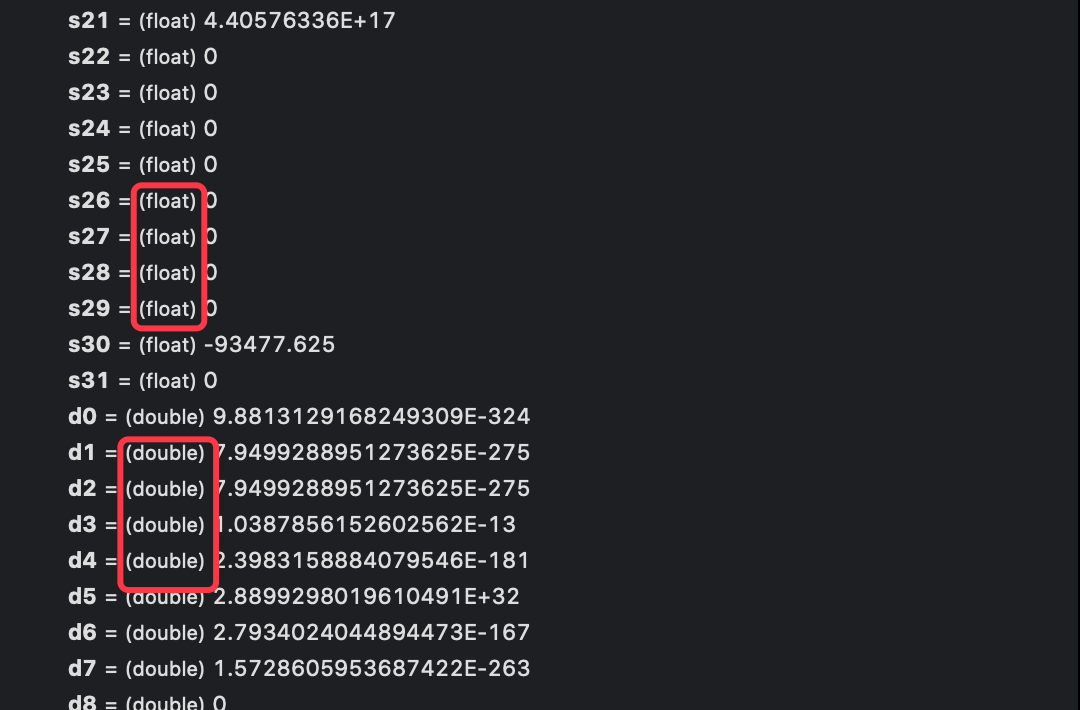 s21 = (float) 4.40576336E+17
s22 = (float) 0
s23 = (float) 0
s24 = (float) 0
s25 = (float) 0
s26 = (float) 0
s27 = (float) 0
s28 = (float) 0
s29 = (float) 0
s30 = (float) -93477.625
s31 = (float) 0
d0 = (double) 9.8813129168249309E-324
d1 = (double) 7.9499288951273625E-275
d2 = (double) 7.9499288951273625E-275
d3 = (double) 1.0387856152602562E-13
d4 = (double) 2.3983158884079546E-181
d5 = (double) 2.8899298019610491E+32
d6 = (double) 2.7934024044894473E-167
d7 = (double) 1.5728605953687422E-263
d8 = (double) 0